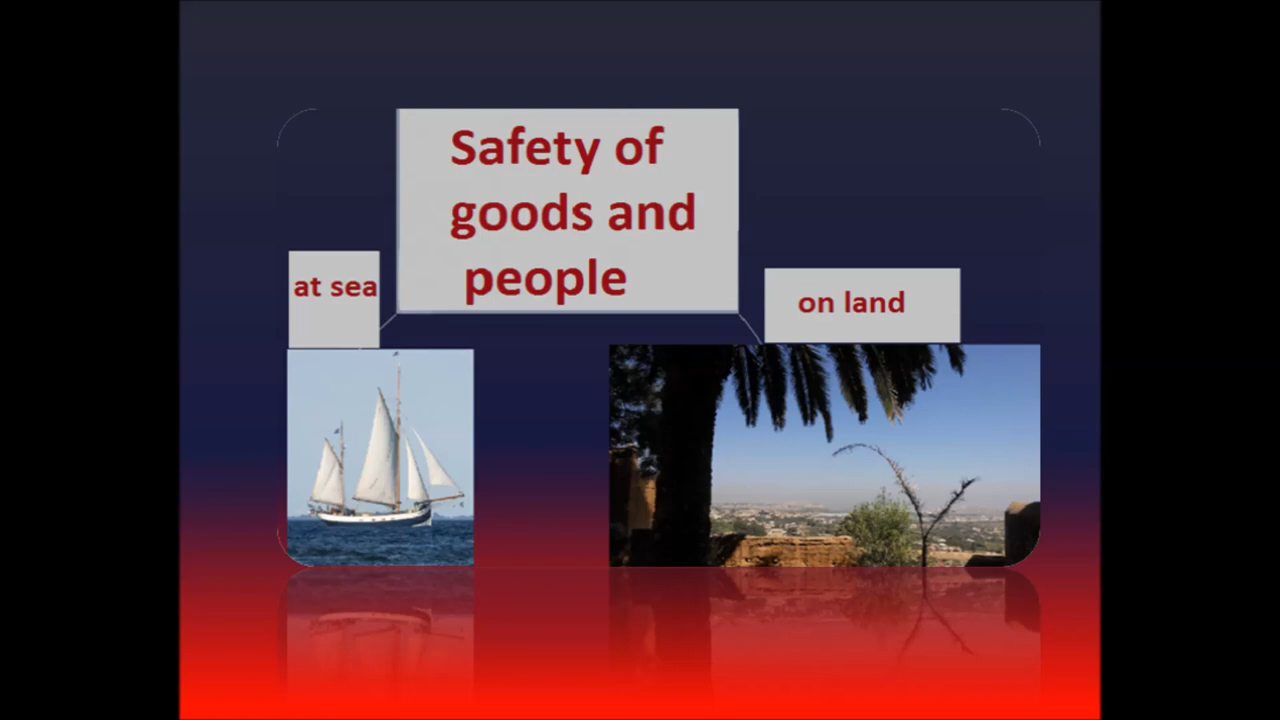 Safety of
goods and
people
at sea
on land